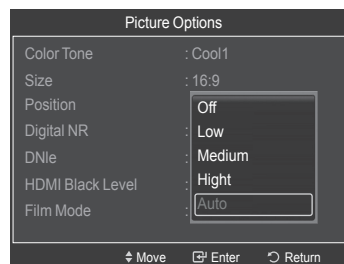 Picture Options
Color Tone : Cool1
Size : 16:9
Position
Digital NR :
DNIe :
HDMI Black Level :
Film Mode :
Off
Low
Medium
Hight
Auto
Move Enter Return